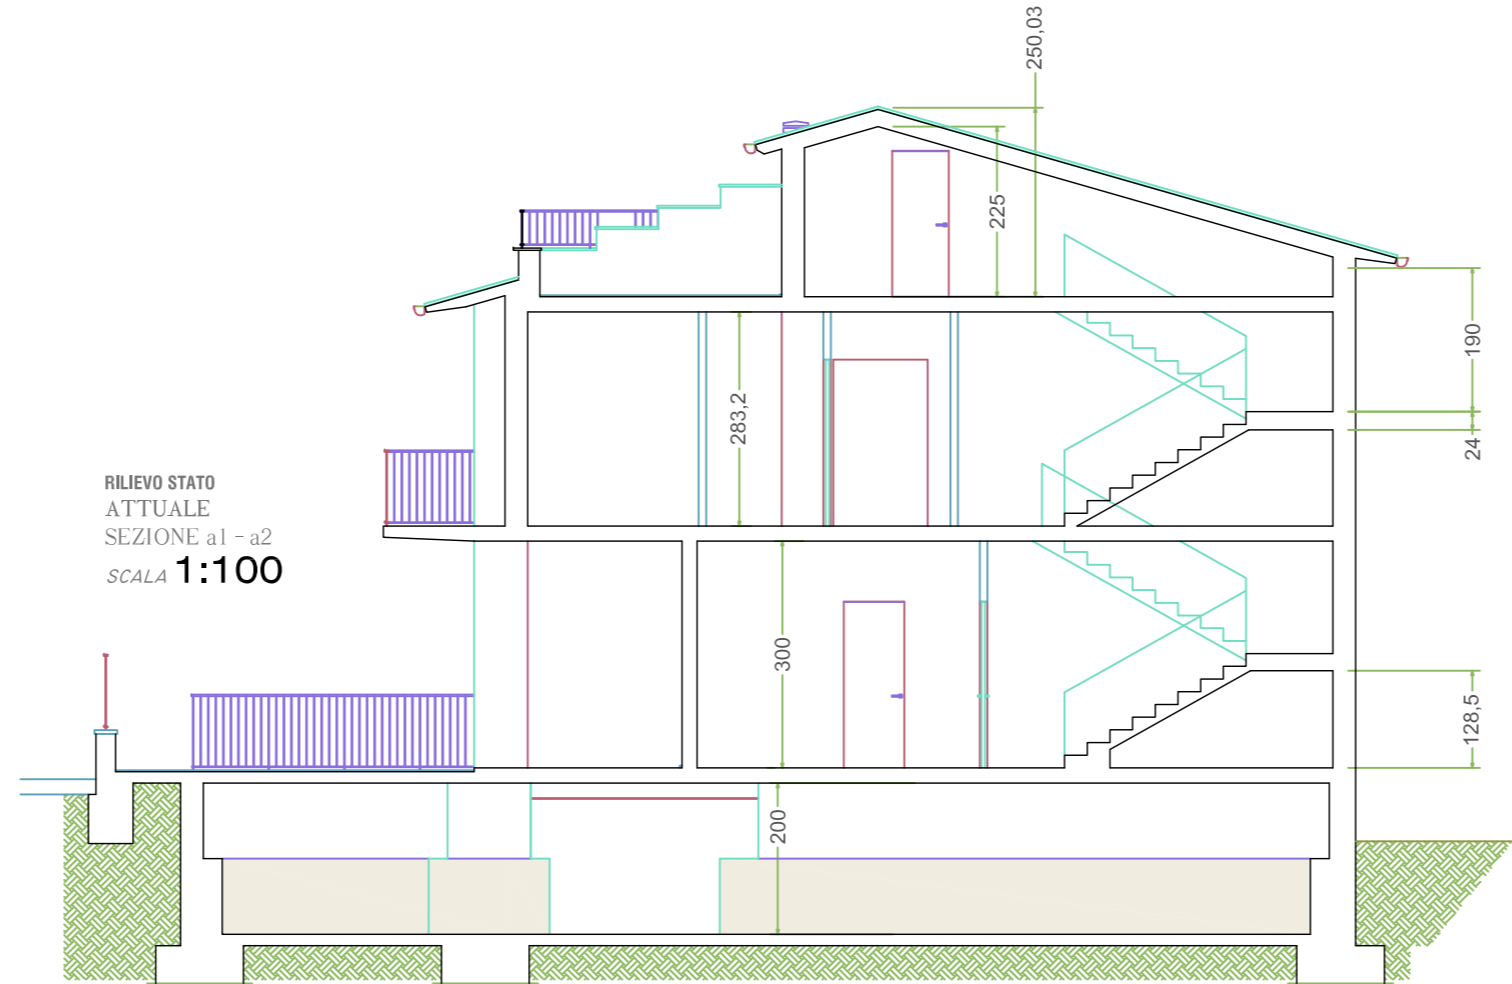 250,03
225
190
283,2
24
RILIEVO STATO
ATTUALE
SEZIONE a1 - a2
SCALA 1:100
300
128,5
200